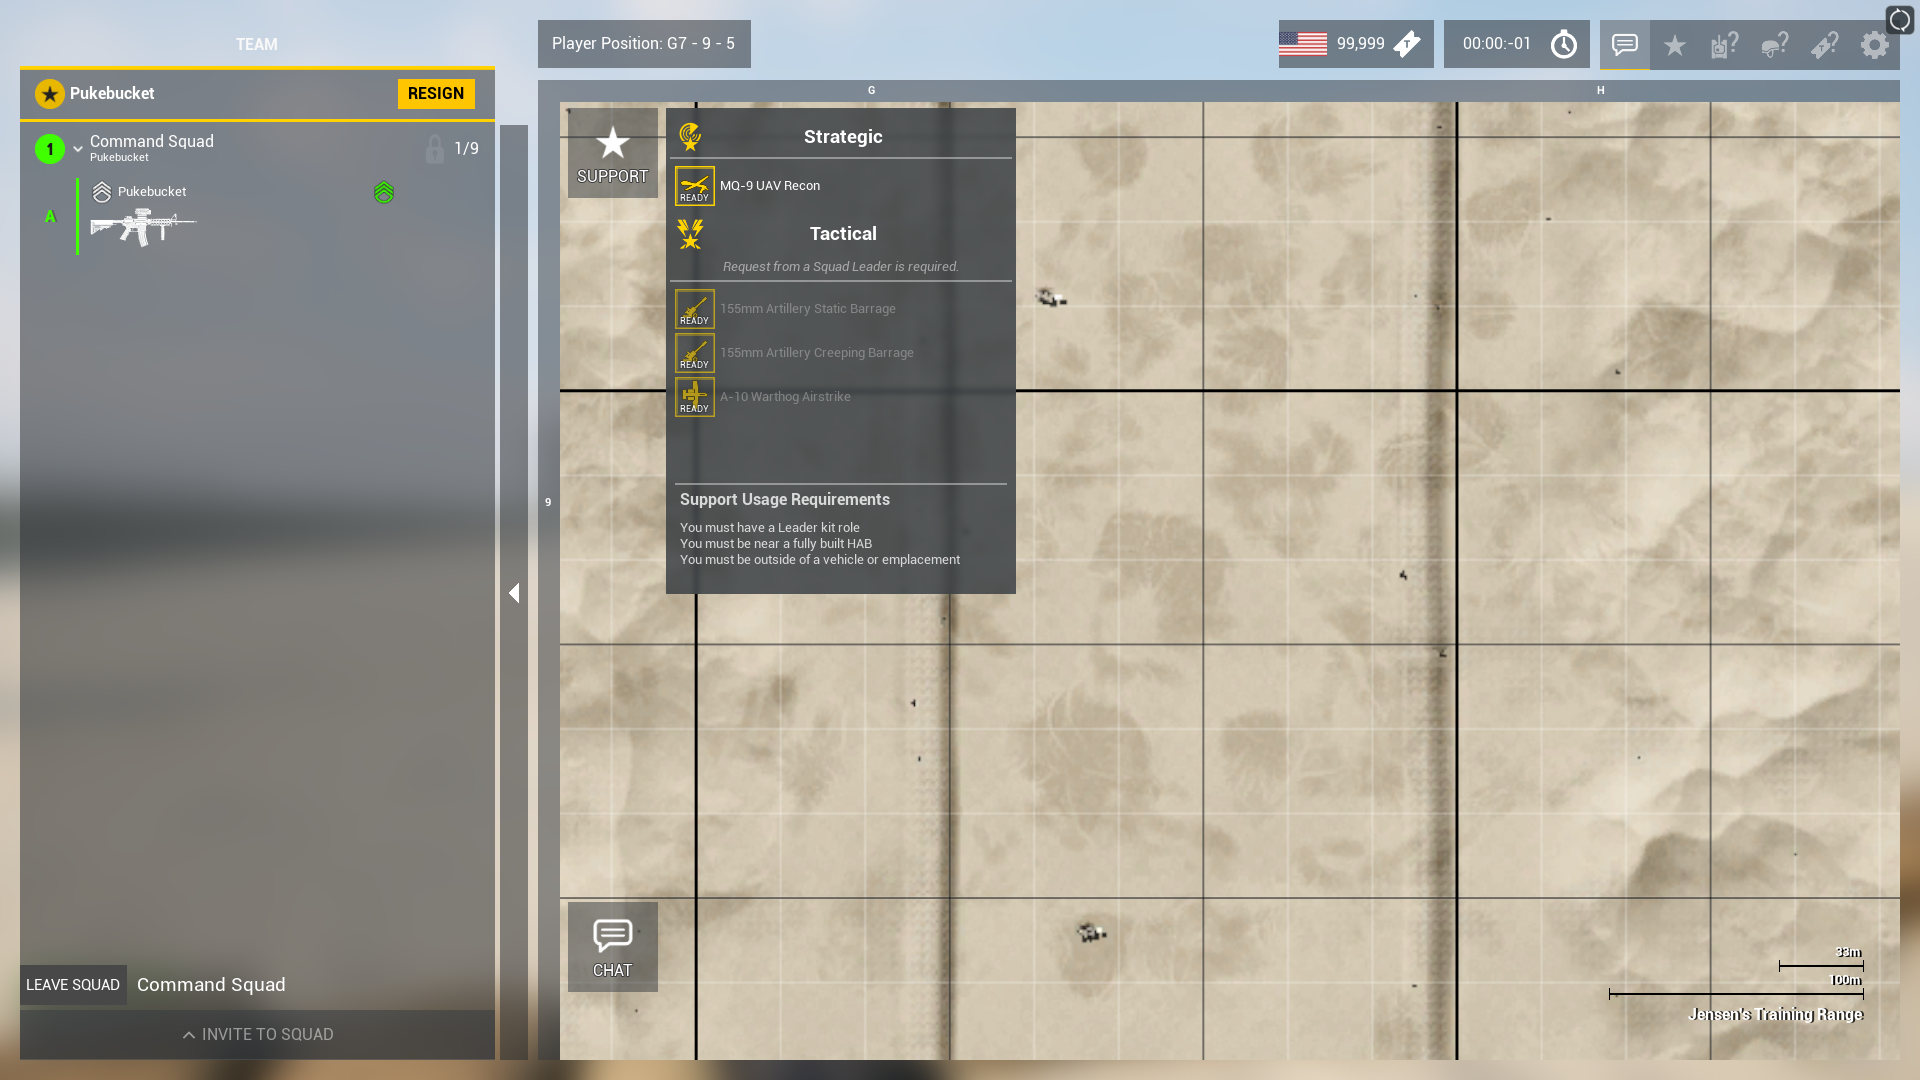 TEAM
Pukebucket
RESIGN
1
Command Squad
Pukebucket
1/9
A
Pukebucket
LEAVE SQUAD
Command Squad
INVITE TO SQUAD
Player Position: G7 - 9 - 5
99,999
T
00:00:-01
?
?
?
G
H
9
SUPPORT
Strategic
READY
MQ-9 UAV Recon
Tactical
Request from a Squad Leader is required.
READY
155mm Artillery Static Barrage
READY
155mm Artillery Creeping Barrage
READY
A-10 Warthog Airstrike
Support Usage Requirements
You must have a Leader kit role
You must be near a fully built HAB
You must be outside of a vehicle or emplacement
CHAT
33m
100m
Jensen's Training Range